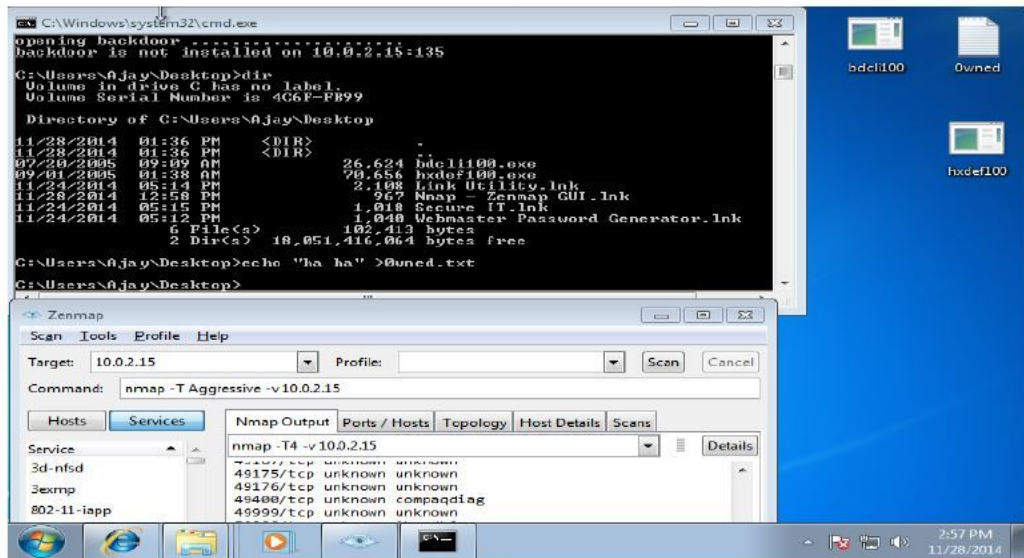 C:\Windows\system32\cmd.exe
opening backdoor ......................
backdoor is not installed on 10.0.2.15:135
C:\Users\Ajay\Desktop>dir
Volume in drive C has no label.
Volume Serial Number is 4C6F-FB99
Directory of C:\Users\Ajay\Desktop
11/28/2014 01:36 PM <DIR> .
11/28/2014 01:36 PM <DIR> ..
07/20/2005 09:09 AM 26,624 bdcli100.exe
09/01/2005 01:38 AM 70,656 hxdef100.exe
11/24/2014 05:14 PM 2,108 Link Utility.lnk
11/28/2014 12:58 PM 967 Nmap - Zenmap GUI.lnk
11/24/2014 05:15 PM 1,018 Secure IT.lnk
11/24/2014 05:12 PM 1,040 Webmaster Password Generator.lnk
6 File(s) 102,413 bytes
2 Dir(s) 18,051,416,064 bytes free
C:\Users\Ajay\Desktop>echo "ha ha" >0wned.txt
C:\Users\Ajay\Desktop>
bdcli100
0wned
hxdef100
Zenmap
Scan Tools Profile Help
Target: 10.0.2.15 Profile: Scan Cancel
Command: nmap -T Aggressive -v 10.0.2.15
Hosts Services Nmap Output Ports / Hosts Topology Host Details Scans
Service
nmap -T4 -v 10.0.2.15 Details
3d-nfsd
3exmp
802-11-iapp
49175/tcp unknown unknown
49176/tcp unknown unknown
49400/tcp unknown compaqdiag
49999/tcp unknown unknown
2:57 PM
11/28/2014